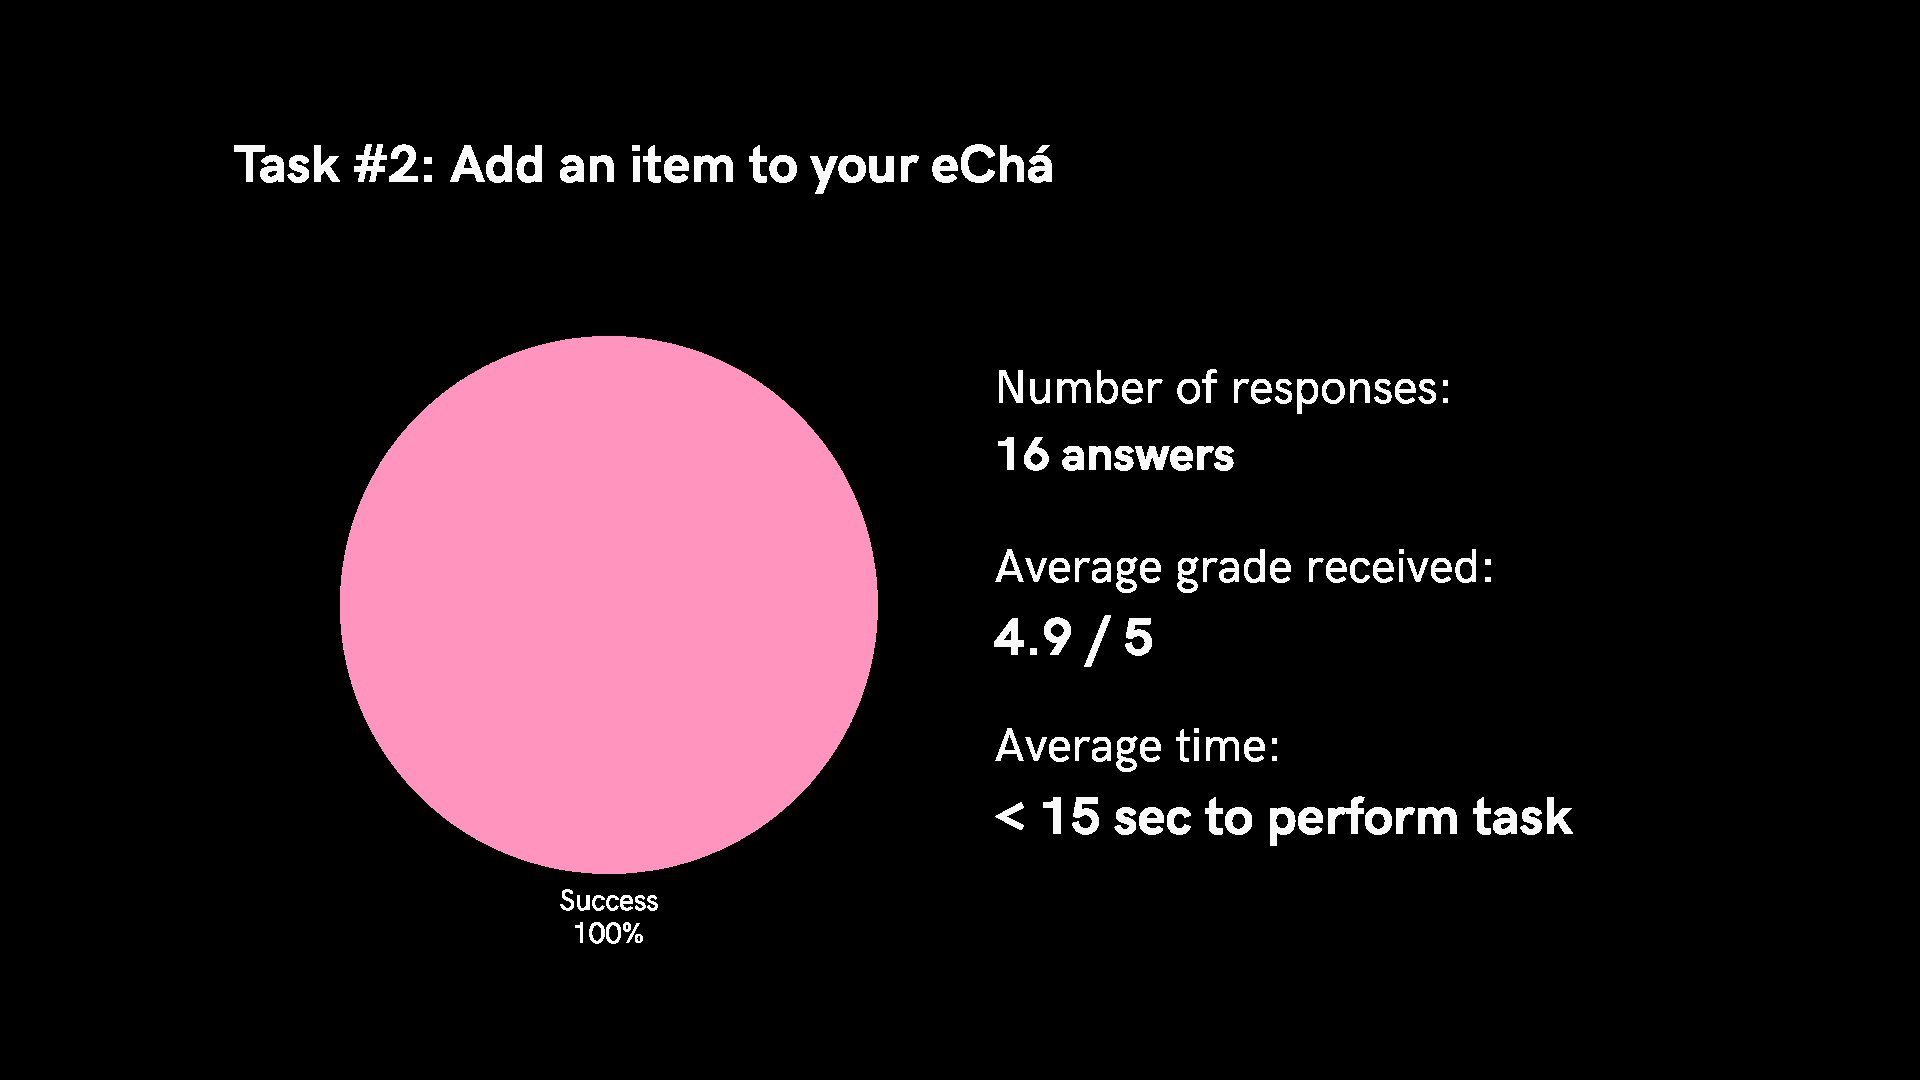 Task #2: Add an item to your eChá
Number of responses:
16 answers
Average grade received:
4.9 / 5
Average time:
< 15 sec to perform task
Success
100%